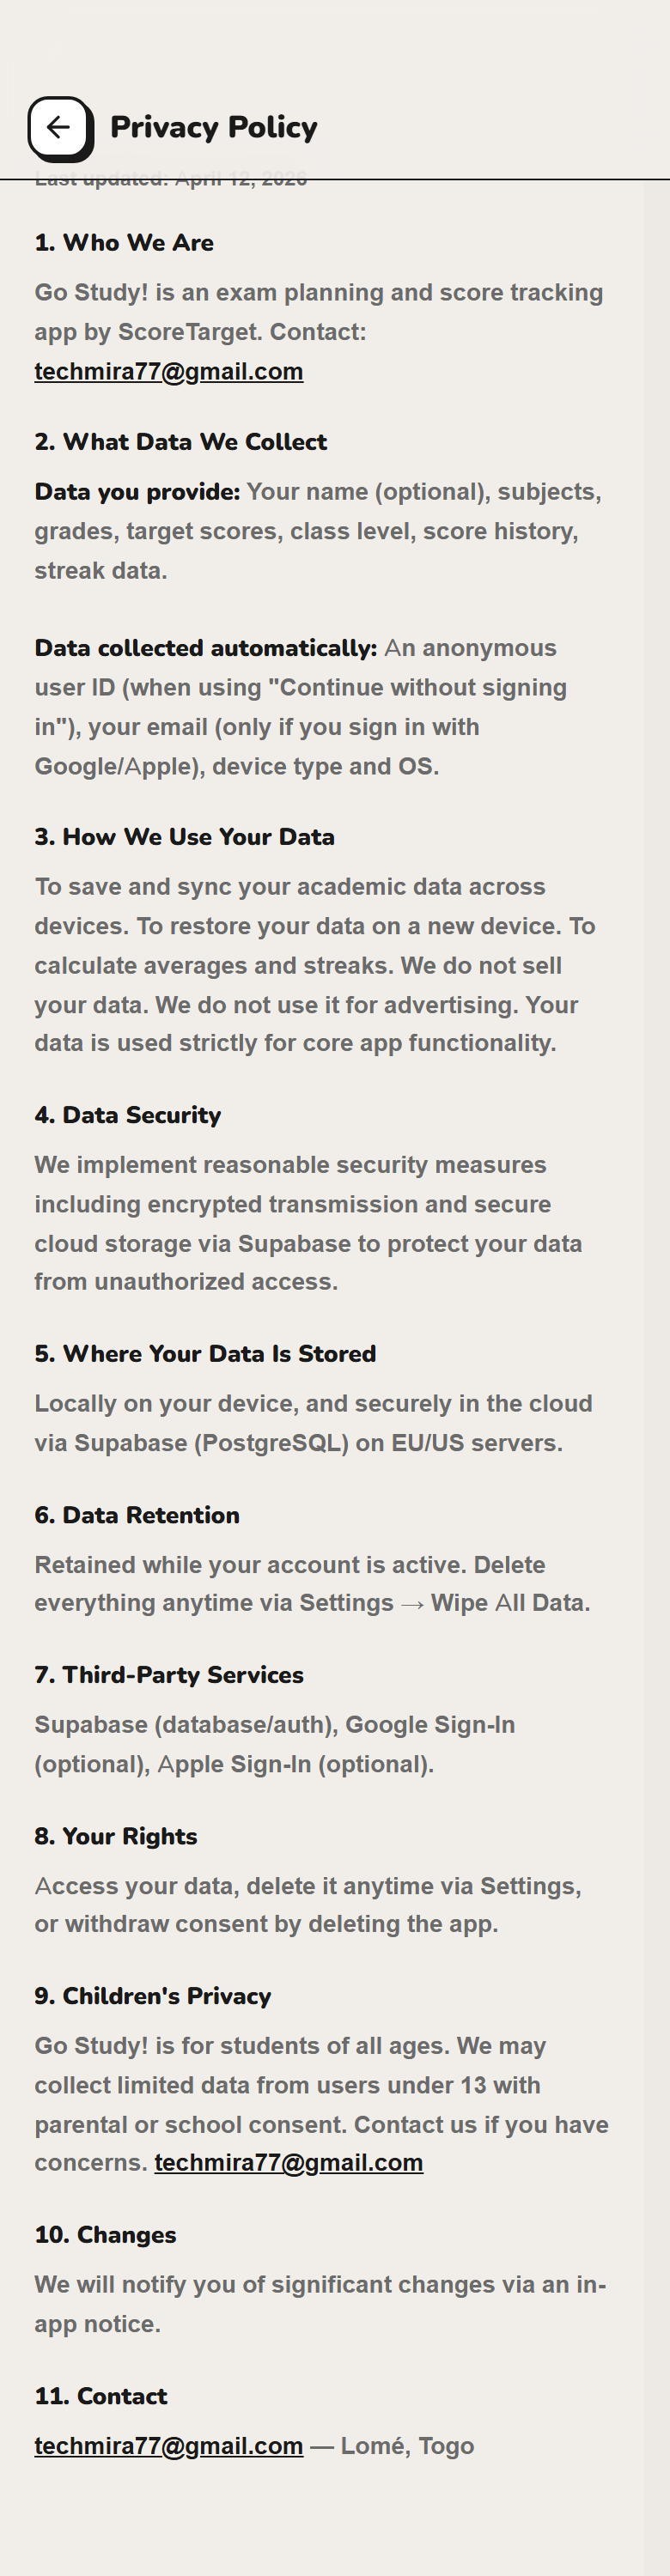 Privacy Policy
Last updated: April 12, 2026
1. Who We Are
Go Study! is an exam planning and score tracking
app by ScoreTarget. Contact:
techmira77@gmail.com
2. What Data We Collect
Data you provide: Your name (optional), subjects,
grades, target scores, class level, score history,
streak data.
Data collected automatically: An anonymous
user ID (when using "Continue without signing
in"), your email (only if you sign in with
Google/Apple), device type and OS.
3. How We Use Your Data
To save and sync your academic data across
devices. To restore your data on a new device. To
calculate averages and streaks. We do not sell
your data. We do not use it for advertising. Your
data is used strictly for core app functionality.
4. Data Security
We implement reasonable security measures
including encrypted transmission and secure
cloud storage via Supabase to protect your data
from unauthorized access.
5. Where Your Data Is Stored
Locally on your device, and securely in the cloud
via Supabase (PostgreSQL) on EU/US servers.
6. Data Retention
Retained while your account is active. Delete
everything anytime via Settings → Wipe All Data.
7. Third-Party Services
Supabase (database/auth), Google Sign-In
(optional), Apple Sign-In (optional).
8. Your Rights
Access your data, delete it anytime via Settings,
or withdraw consent by deleting the app.
9. Children's Privacy
Go Study! is for students of all ages. We may
collect limited data from users under 13 with
parental or school consent. Contact us if you have
concerns. techmira77@gmail.com
10. Changes
We will notify you of significant changes via an in-
app notice.
11. Contact
techmira77@gmail.com — Lomé, Togo